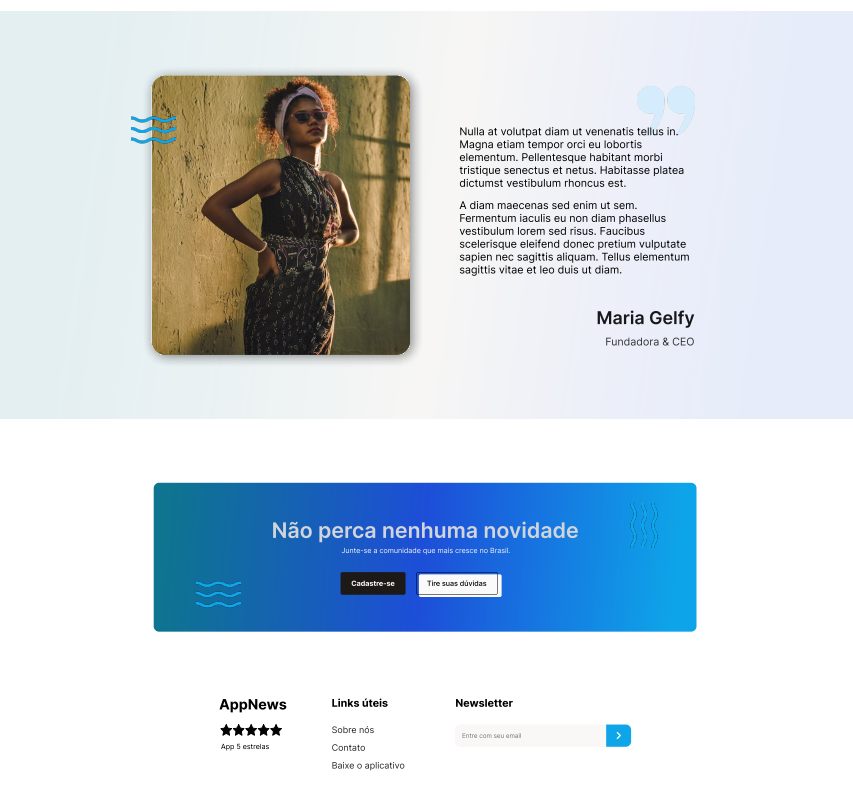 Nulla at volutpat diam ut venenatis tellus in.
Magna etiam tempor orci eu lobortis
elementum. Pellentesque habitant morbi
tristique senectus et netus. Habitasse platea
dictumst vestibulum rhoncus est.
A diam maecenas sed enim ut sem.
Fermentum iaculis eu non diam phasellus
vestibulum lorem sed risus. Faucibus
scelerisque eleifend donec pretium vulputate
sapien nec sagittis aliquam. Tellus elementum
sagittis vitae et leo duis ut diam.
Maria Gelfy
Fundadora & CEO
Não perca nenhuma novidade
Junte-se a comunidade que mais cresce no Brasil.
Cadastre-se
Tire suas dúvidas
AppNews
App 5 estrelas
Links úteis
Sobre nós
Contato
Baixe o aplicativo
Newsletter
Entre com seu email